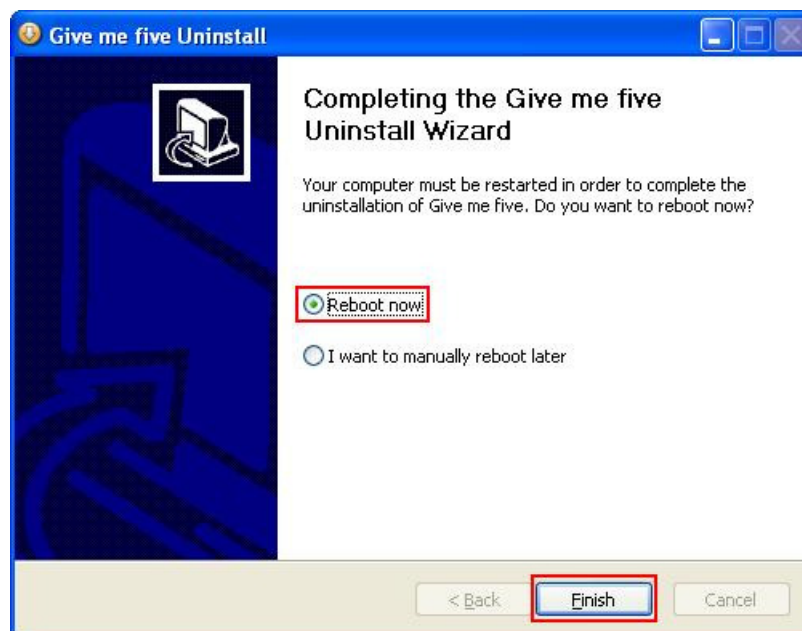 Give me five Uninstall
Completing the Give me five
Uninstall Wizard
Your computer must be restarted in order to complete the
uninstallation of Give me five. Do you want to reboot now?
Reboot now
I want to manually reboot later
< Back
Finish
Cancel